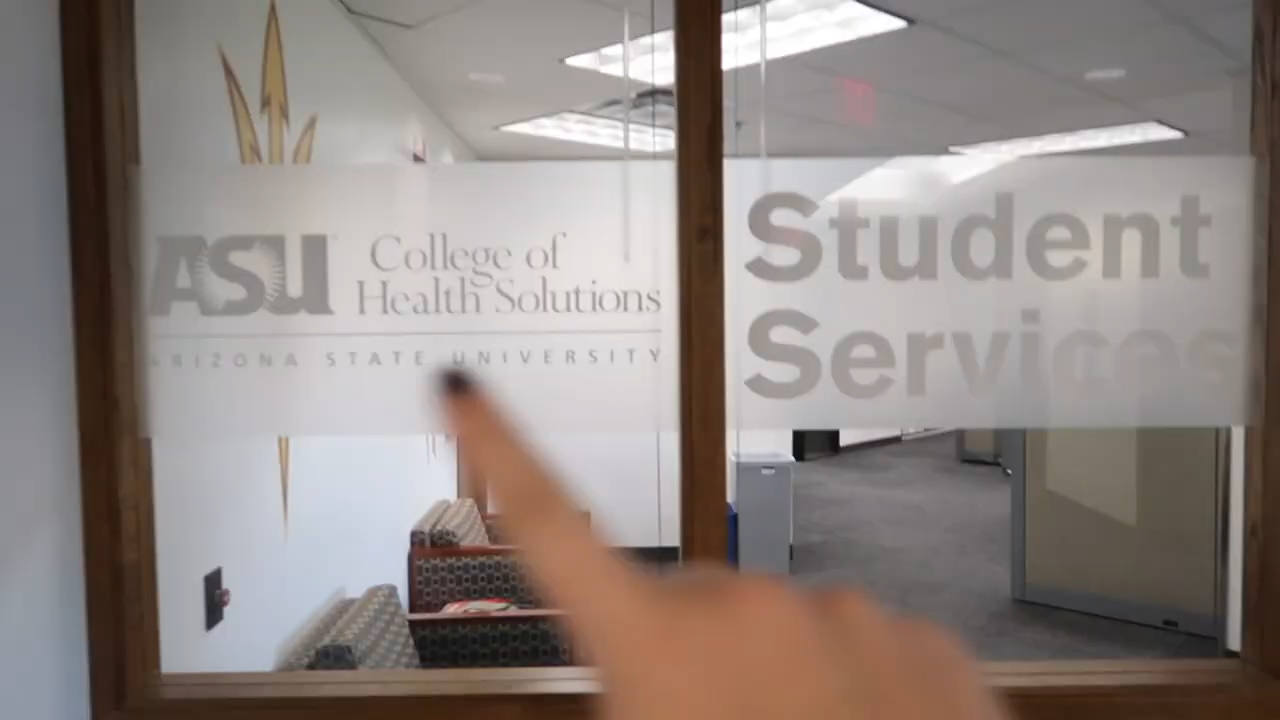 ASU College of
Health Solutions
ARIZONA STATE UNIVERSITY
Student
Services